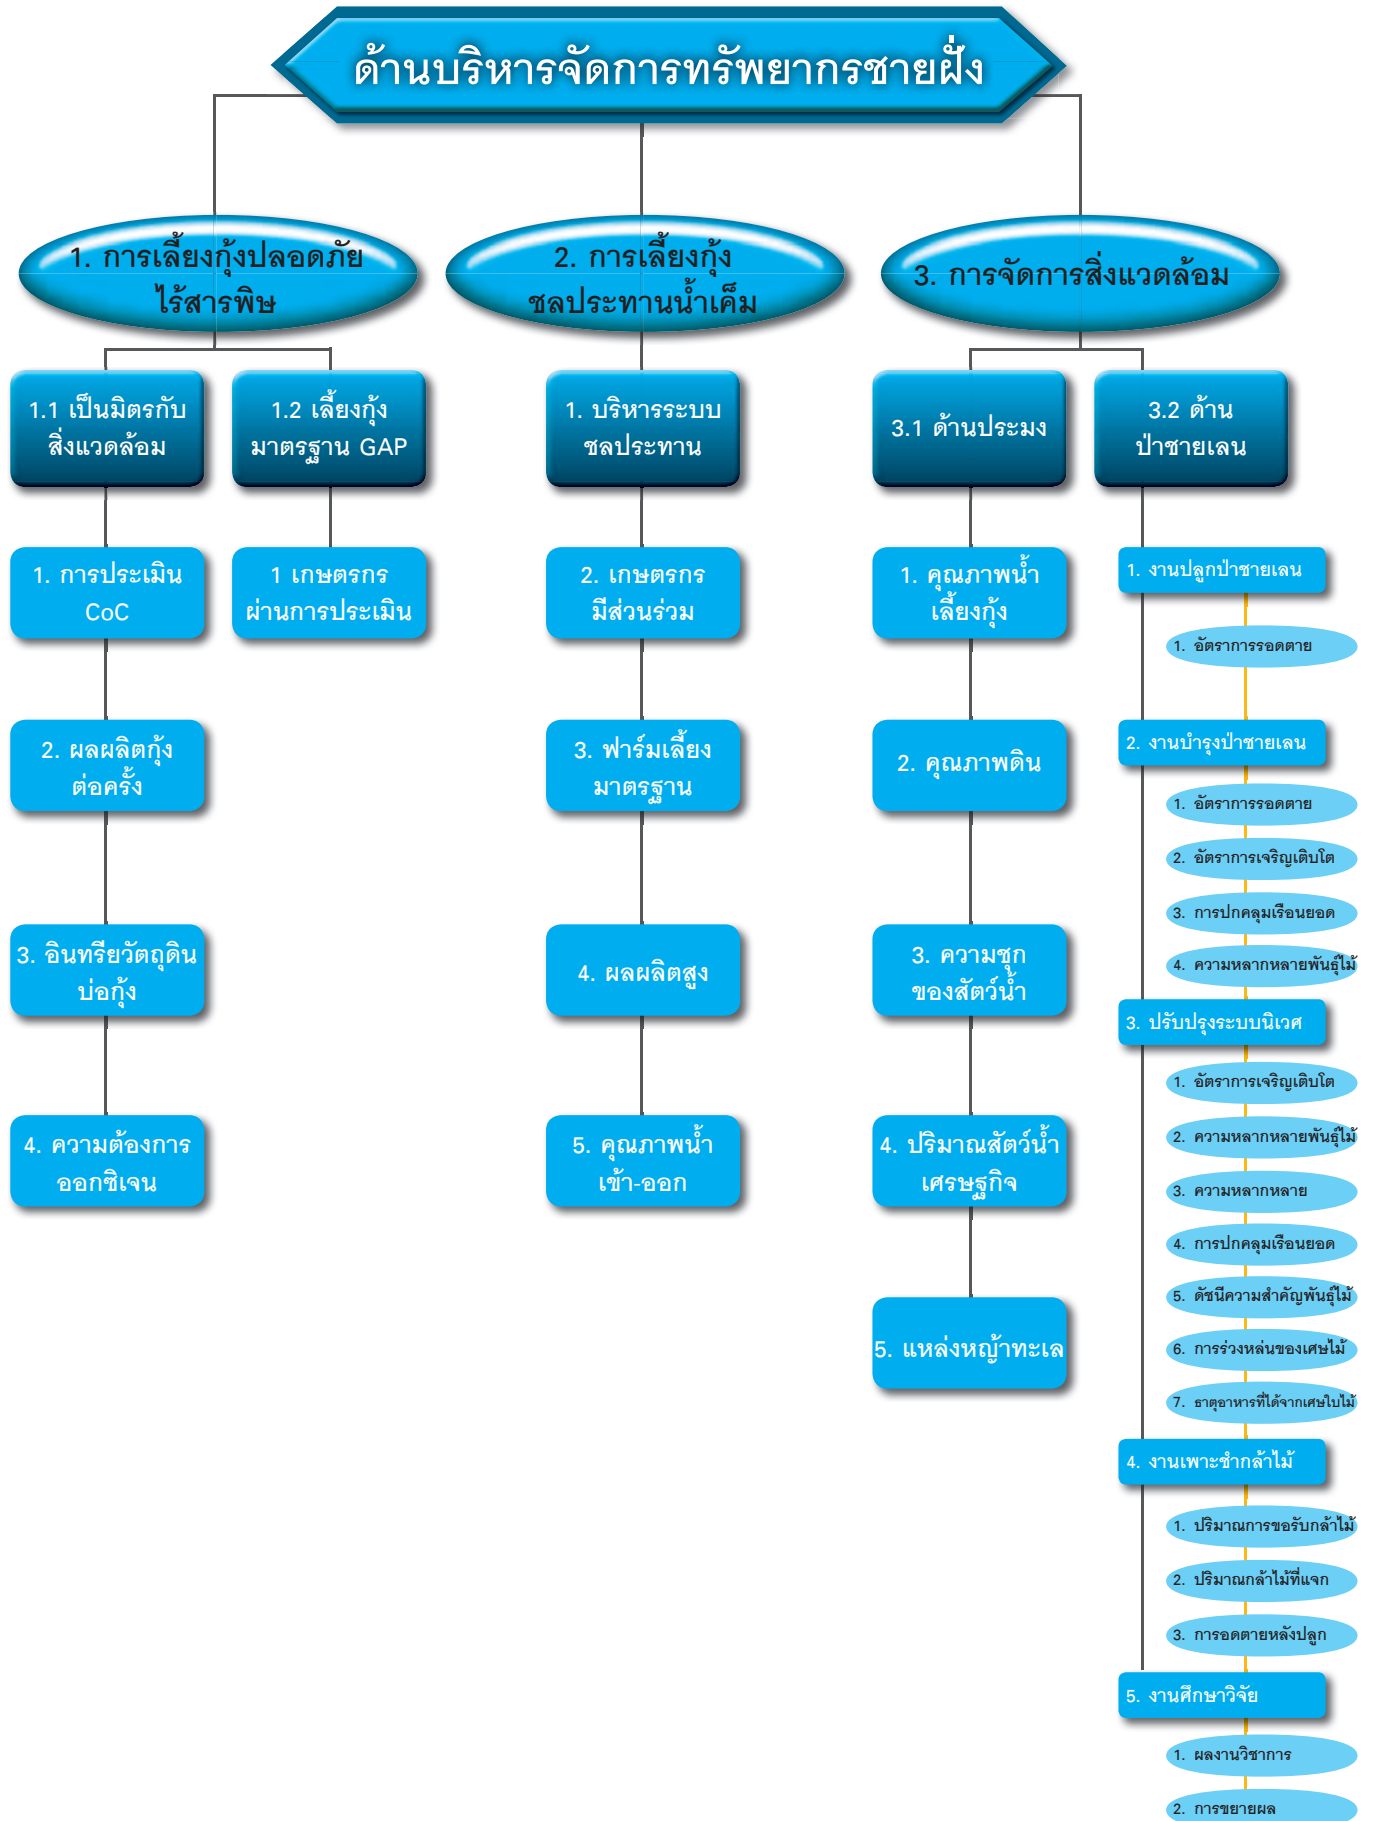 ด้านบริหารจัดการทรัพยากรชายฝั่ง
1. การเลี้ยงกุ้งปลอดภัย
ไร้สารพิษ
2. การเลี้ยงกุ้ง
ชลประทานน้ำเค็ม
3. การจัดการสิ่งแวดล้อม
1.1 เป็นมิตรกับ
สิ่งแวดล้อม
1.2 เลี้ยงกุ้ง
มาตรฐาน GAP
1. บริหารระบบ
ชลประทาน
3.1 ด้านประมง
3.2 ด้าน
ป่าชายเลน
1. การประเมิน
CoC
2. ผลผลิตกุ้ง
ต่อครั้ง
3. อินทรียวัตถุดิน
บ่อกุ้ง
4. ความต้องการ
ออกซิเจน
1 เกษตรกร
ผ่านการประเมิน
2. เกษตรกร
มีส่วนร่วม
3. ฟาร์มเลี้ยง
มาตรฐาน
4. ผลผลิตสูง
5. คุณภาพน้ำ
เข้า-ออก
1. คุณภาพน้ำ
เลี้ยงกุ้ง
2. คุณภาพดิน
3. ความชุก
ของสัตว์น้ำ
4. ปริมาณสัตว์น้ำ
เศรษฐกิจ
5. แหล่งหญ้าทะเล
1. งานปลูกป่าชายเลน
1. อัตราการรอดตาย
2. งานบำรุงป่าชายเลน
1. อัตราการรอดตาย
2. อัตราการเจริญเติบโต
3. การปกคลุมเรือนยอด
4. ความหลากหลายพันธุ์ไม้
3. ปรับปรุงระบบนิเวศ
1. อัตราการเจริญเติบโต
2. ความหลากหลายพันธุ์ไม้
3. ความหลากหลาย
4. การปกคลุมเรือนยอด
5. ดัชนีความสำคัญพันธุ์ไม้
6. การร่วงหล่นของเศษไม้
7. ธาตุอาหารที่ได้จากเศษใบไม้
4. งานเพาะชำกล้าไม้
1. ปริมาณการขอรับกล้าไม้
2. ปริมาณกล้าไม้ที่แจก
3. การอดตายหลังปลูก
5. งานศึกษาวิจัย
1. ผลงานวิชาการ
2. การขยายผล